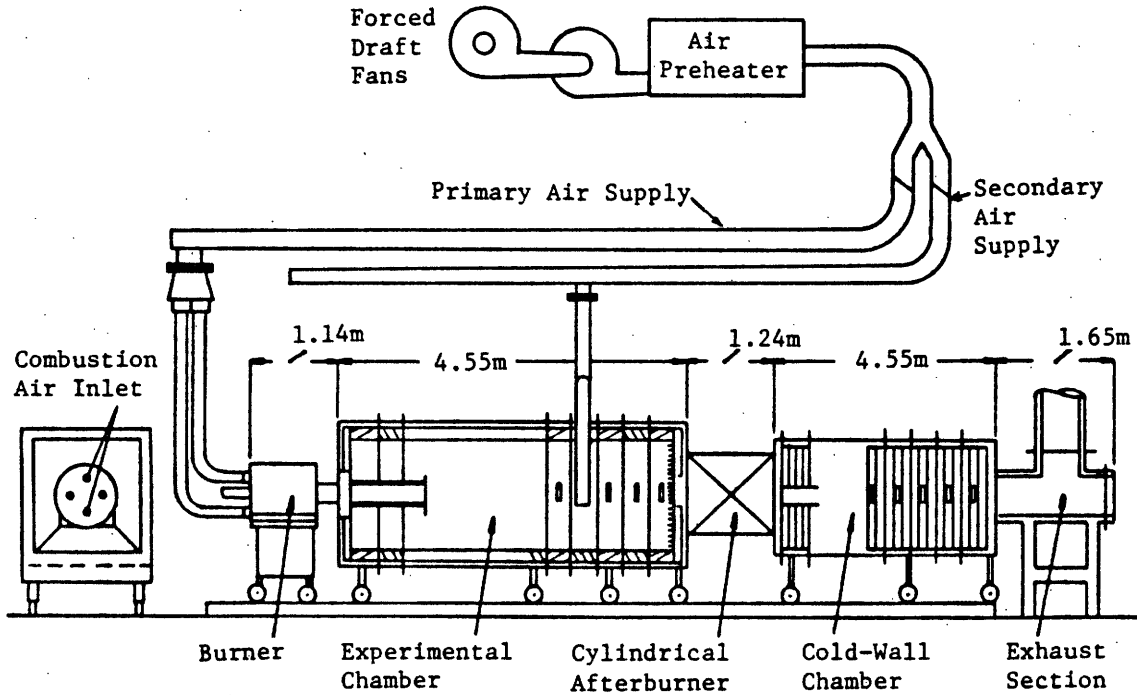 Forced
Draft
Fans
Air
Preheater
Primary Air Supply
Secondary
Air
Supply
Combustion
Air Inlet
1.14m
4.55m
1.24m
4.55m
1.65m
Burner
Experimental
Chamber
Cylindrical
Afterburner
Cold-Wall
Chamber
Exhaust
Section